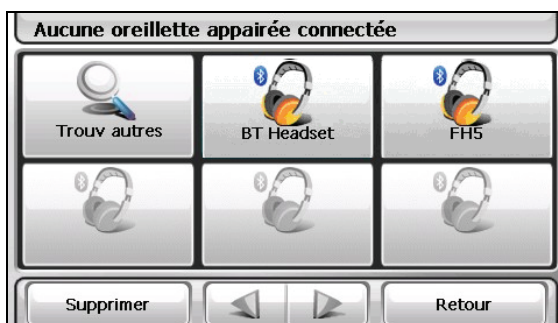 Aucune oreillette appairée connectée
Trouv autres
BT Headset
FH5
Supprimer
Retour